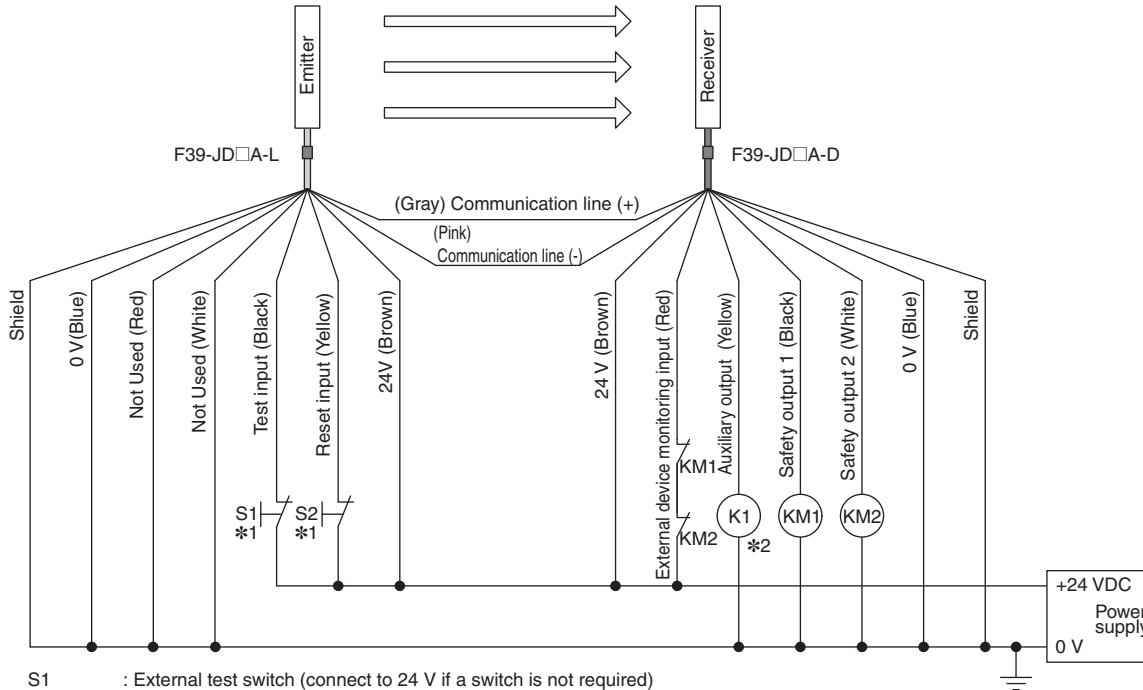 Emitter
Receiver
F39-JD□A-L
F39-JD□A-D
(Gray) Communication line (+)
(Pink)
Communication line (-)
Shield
0 V (Blue)
Not Used (Red)
Not Used (White)
Test input (Black)
Reset input (Yellow)
24V (Brown)
24 V (Brown)
External device monitoring input (Red)
Auxiliary output (Yellow)
Safety output 1 (Black)
Safety output 2 (White)
0 V (Blue)
Shield
KM1
S1
*1
S2
*1
KM2
K1
*2
KM1
KM2
+24 VDC
Power
supply
0 V
S1 : External test switch (connect to 24 V if a switch is not required)